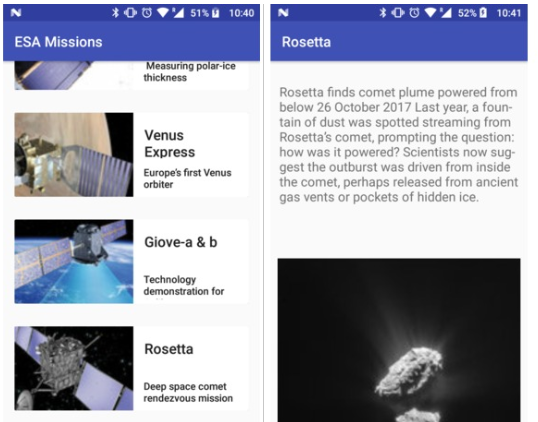 51% 10:40
ESA Missions
Measuring polar-ice
thickness
Venus
Express
Europe's first Venus
orbiter
Giove-a & b
Technology
demonstration for
Rosetta
Deep space comet
rendezvous mission
52% 10:41
Rosetta
Rosetta finds comet plume powered from
below 26 October 2017 Last year, a foun-
tain of dust was spotted streaming from
Rosetta's comet, prompting the question:
how was it powered? Scientists now sug-
gest the outburst was driven from inside
the comet, perhaps released from ancient
gas vents or pockets of hidden ice.